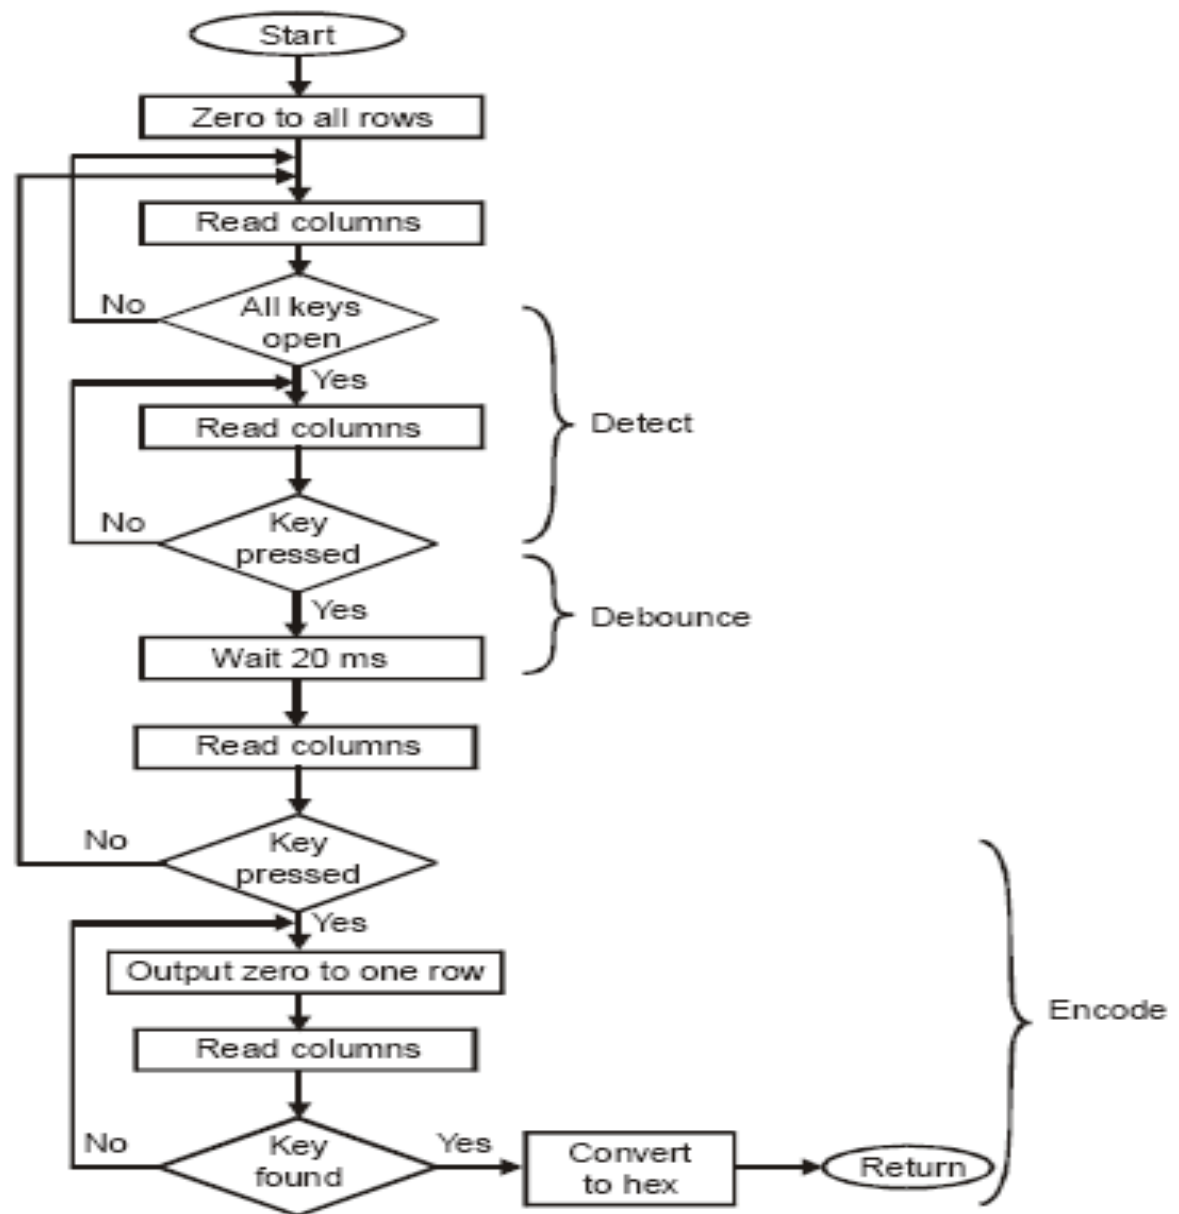 Start
Zero to all rows
Read columns
No
All keys
open
Yes
Read columns
Detect
No
Key
pressed
Yes
Debounce
Wait 20 ms
Read columns
No
Key
pressed
Yes
Output zero to one row
Encode
Read columns
No
Key
found
Yes
Convert
to hex
Return